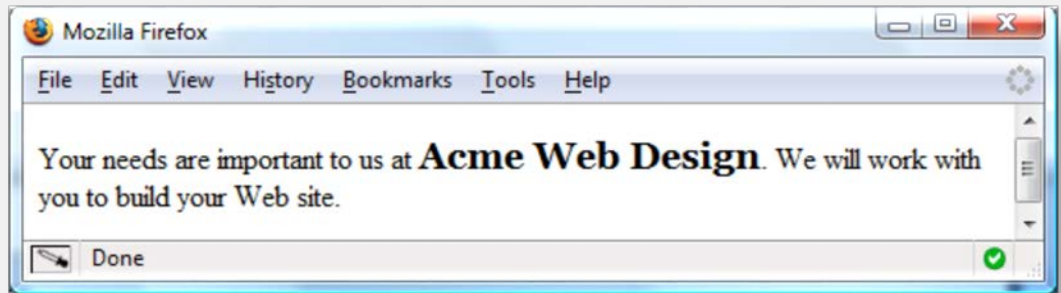 Mozilla Firefox
File Edit View History Bookmarks Tools Help
Your needs are important to us at Acme Web Design. We will work with
you to build your Web site.
Done